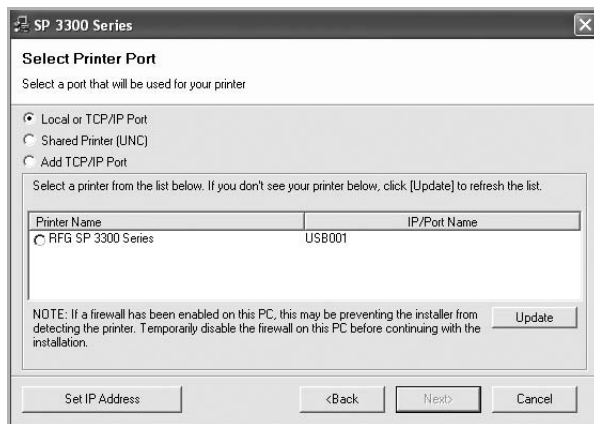 SP 3300 Series
Select Printer Port
Select a port that will be used for your printer
Local or TCP/IP Port
Shared Printer (UNC)
Add TCP/IP Port
Select a printer from the list below. If you don't see your printer below, click [Update] to refresh the list.
Printer Name IP/Port Name
RFG SP 3300 Series USB001
NOTE: If a firewall has been enabled on this PC, this may be preventing the installer from
detecting the printer. Temporarily disable the firewall on this PC before continuing with the
installation.
Update
Set IP Address <Back Next> Cancel